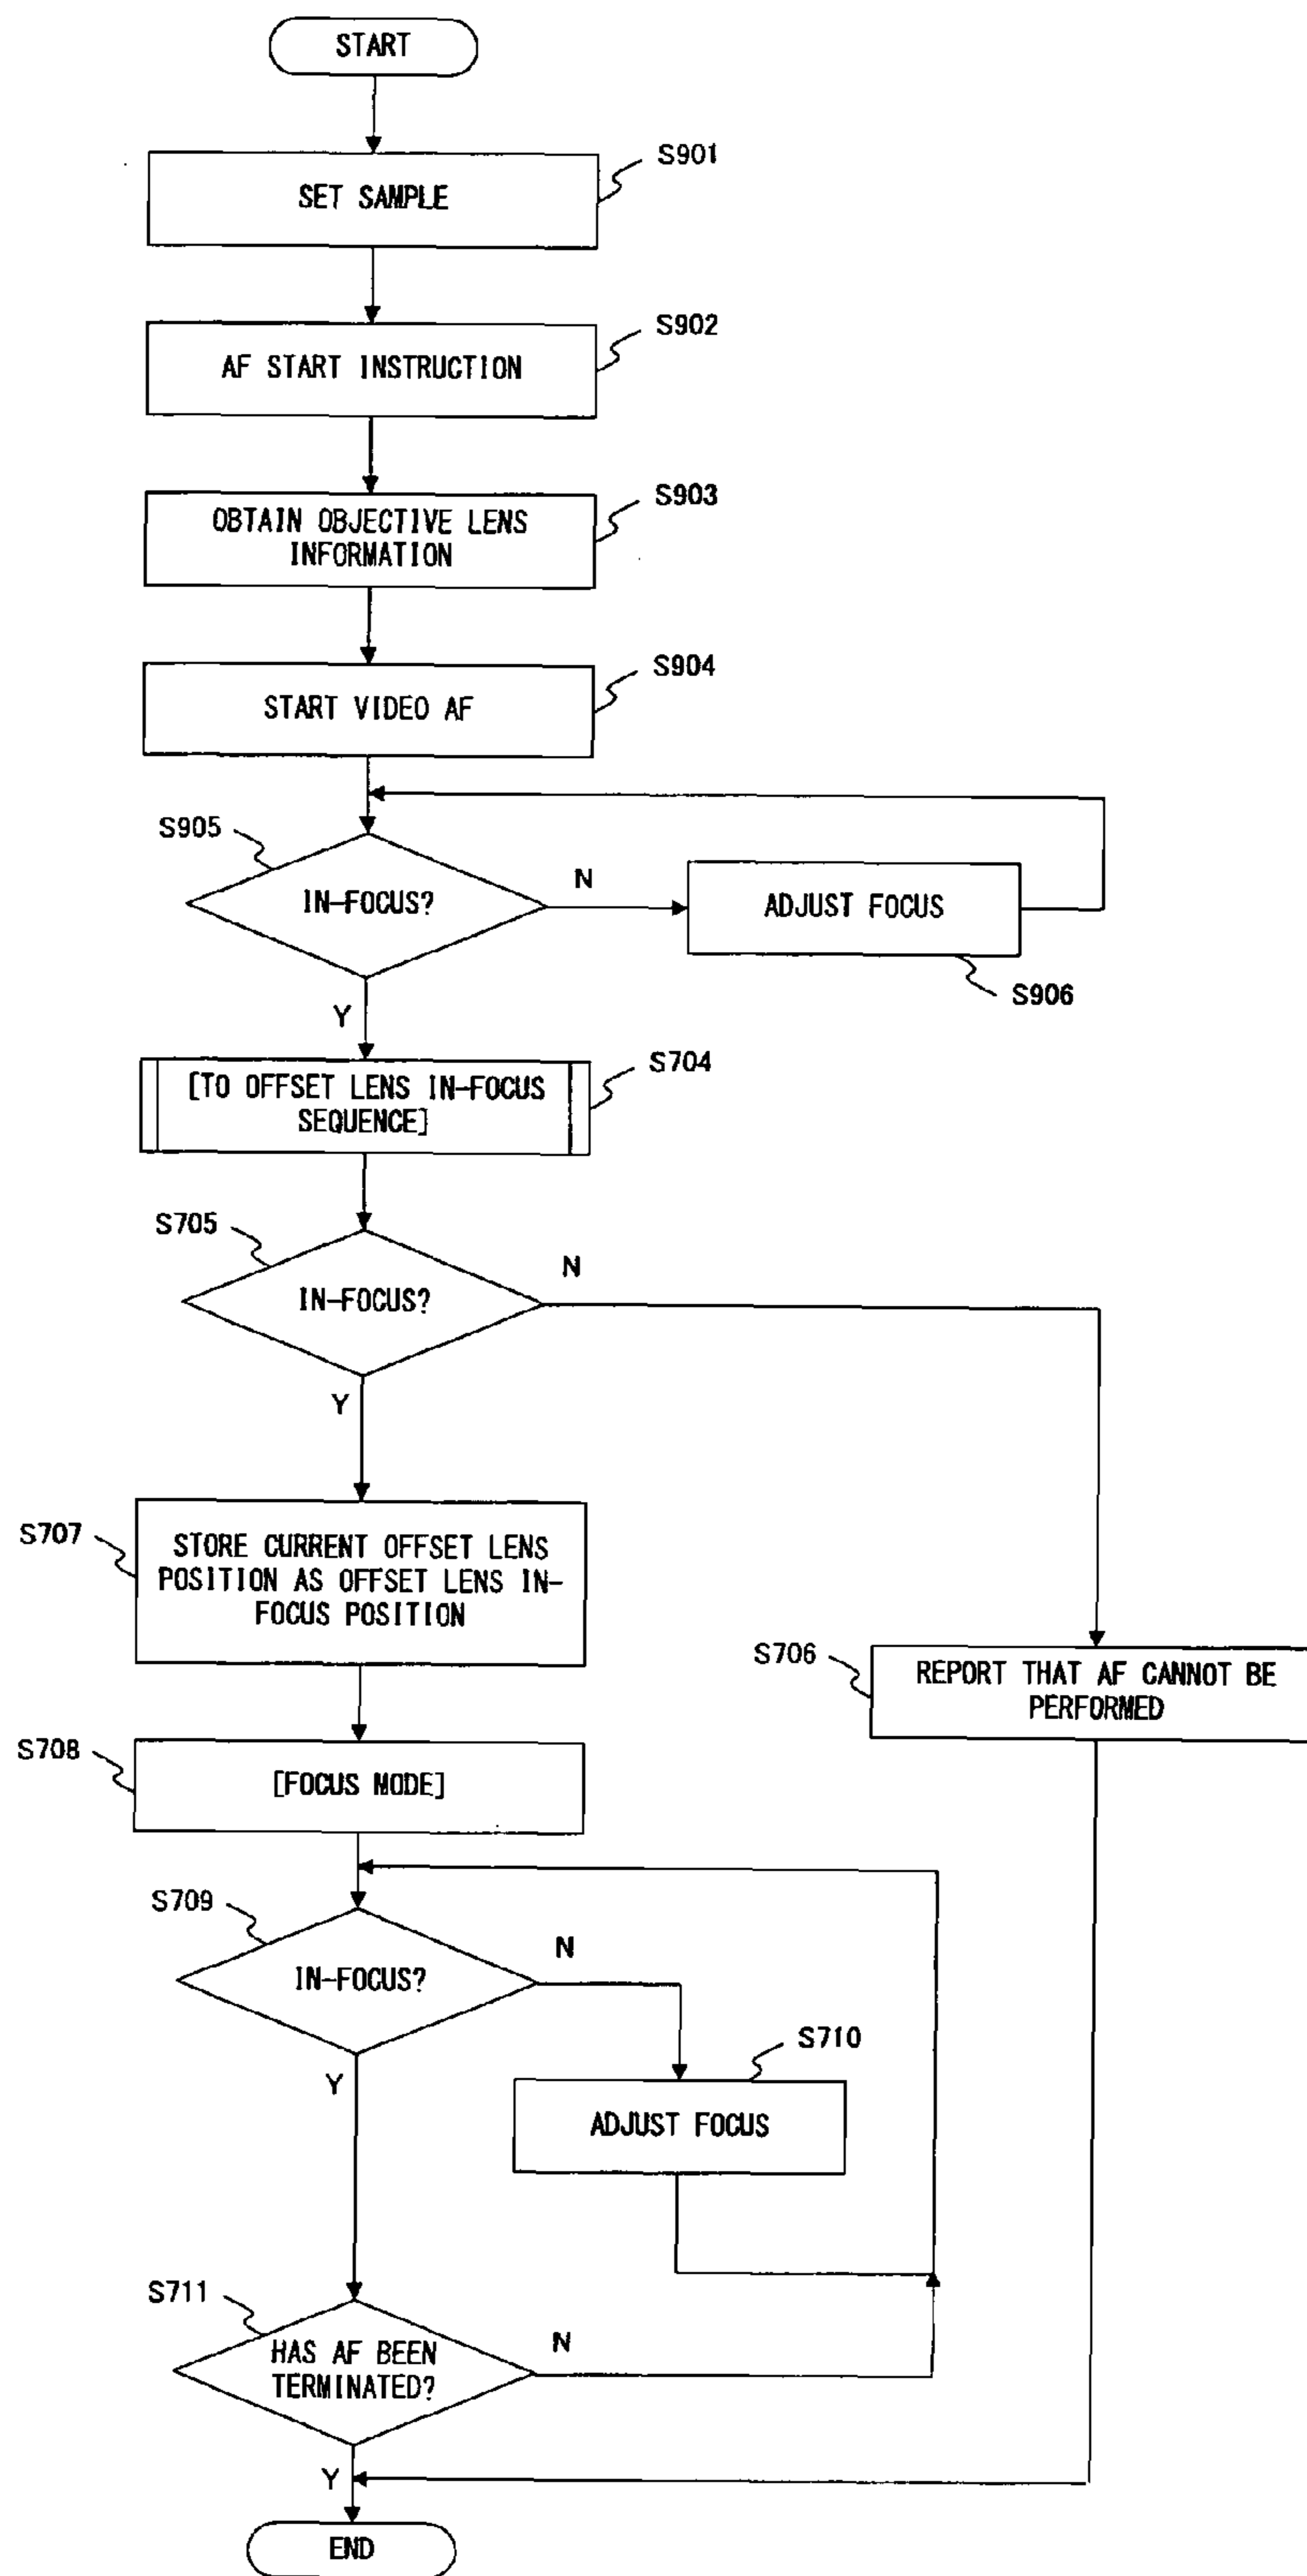 START
S901
SET SAMPLE
S902
AF START INSTRUCTION
S903
OBTAIN OBJECTIVE LENS
INFORMATION
S904
START VIDEO AF
S905
IN-FOCUS?
N
ADJUST FOCUS
S906
Y
S704
[TO OFFSET LENS IN-FOCUS
SEQUENCE]
S705
IN-FOCUS?
N
Y
S707
STORE CURRENT OFFSET LENS
POSITION AS OFFSET LENS IN-
FOCUS POSITION
S706
REPORT THAT AF CANNOT BE
PERFORMED
S708
[FOCUS MODE]
S709
IN-FOCUS?
N
S710
ADJUST FOCUS
Y
S711
HAS AF BEEN
TERMINATED?
N
Y
END